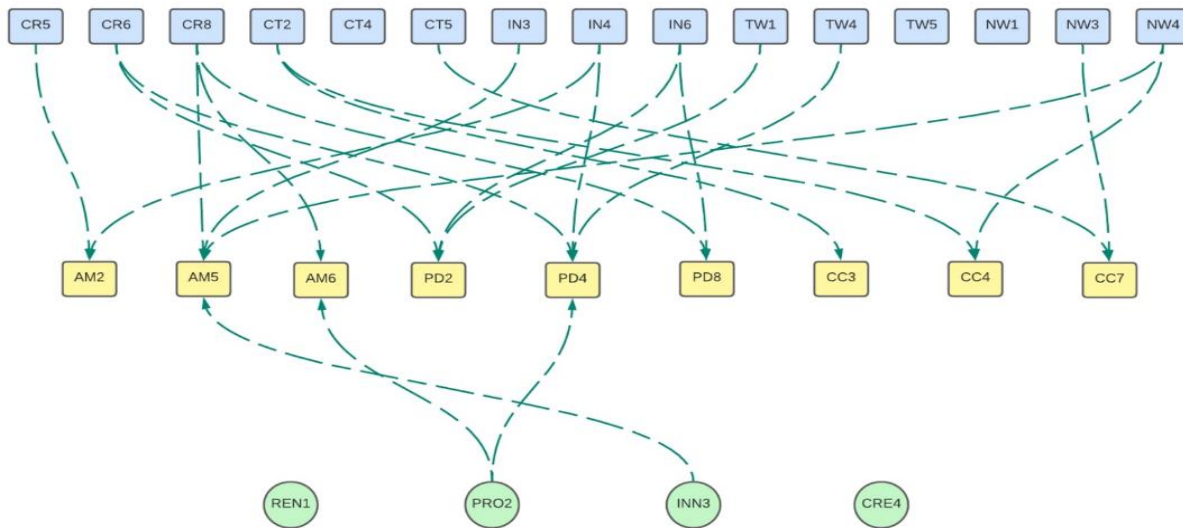 CR5 CR6 CR8 CT2 CT4 CT5 IN3 IN4 IN6 TW1 TW4 TW5 NW1 NW3 NW4
AM2 AM5 AM6 PD2 PD4 PD8 CC3 CC4 CC7
REN1 PRO2 INN3 CRE4